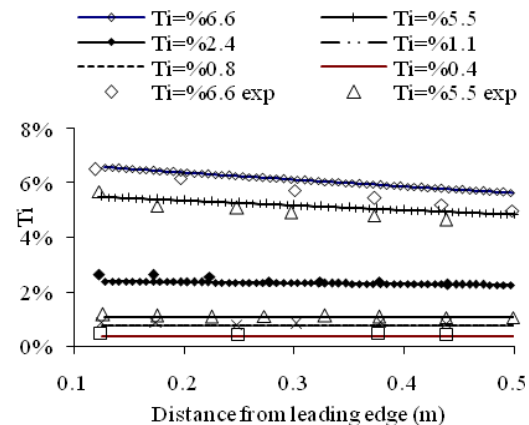 Ti=%6.6 Ti=%5.5
Ti=%2.4 Ti=%1.1
Ti=%0.8 Ti=%0.4
Ti=%6.6 exp Ti=%5.5 exp
8%
6%
Ti
4%
2%
0%
0.1 0.2 0.3 0.4 0.5
Distance from leading edge (m)